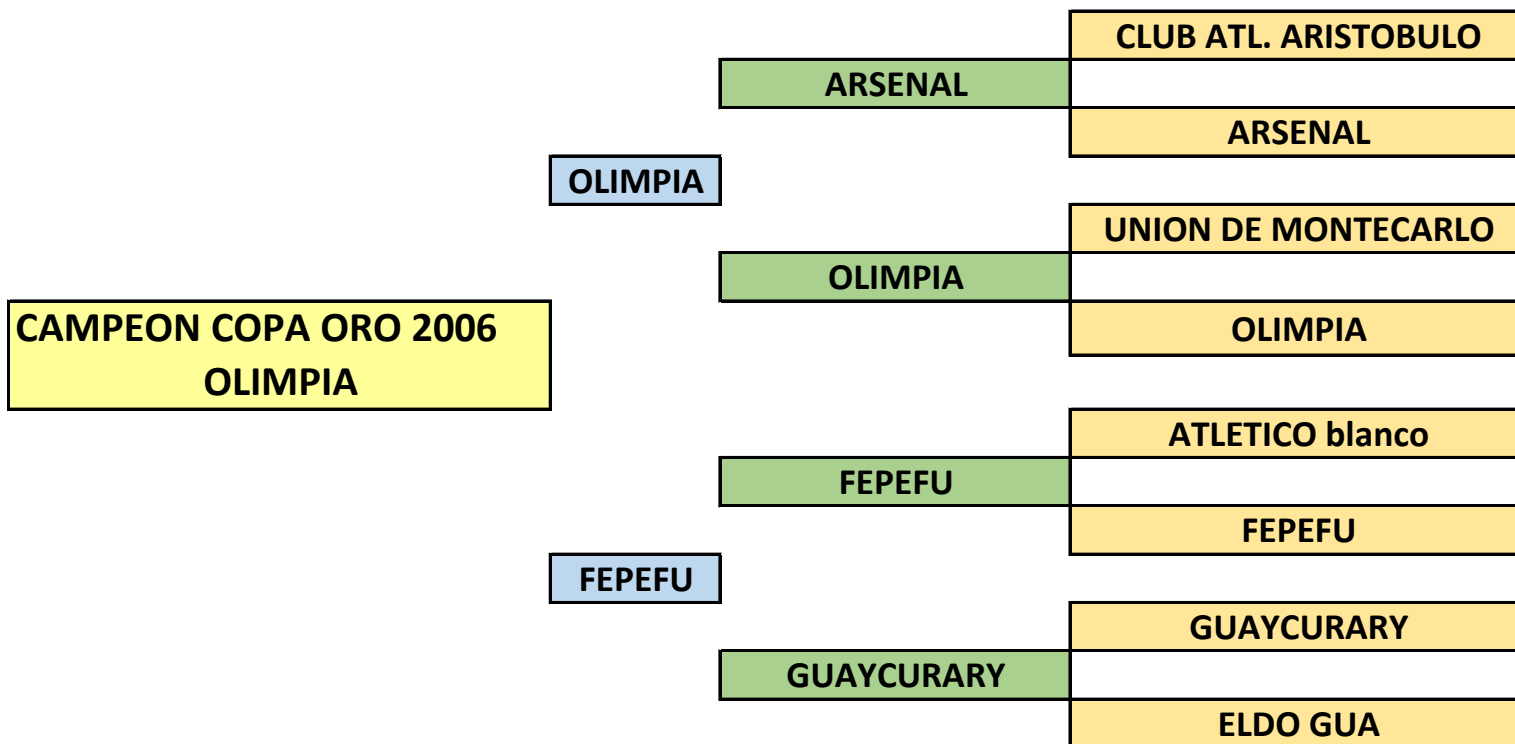 CLUB ATL. ARISTOBULO
ARSENAL
ARSENAL
OLIMPIA
UNION DE MONTECARLO
OLIMPIA
CAMPEON COPA ORO 2006
OLIMPIA
OLIMPIA
ATLETICO blanco
FEPEFU
FEPEFU
FEPEFU
GUAYCURARY
GUAYCURARY
ELDO GUA